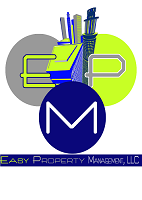 E P
M
EASY PROPERTY MANAGEMENT, LLC